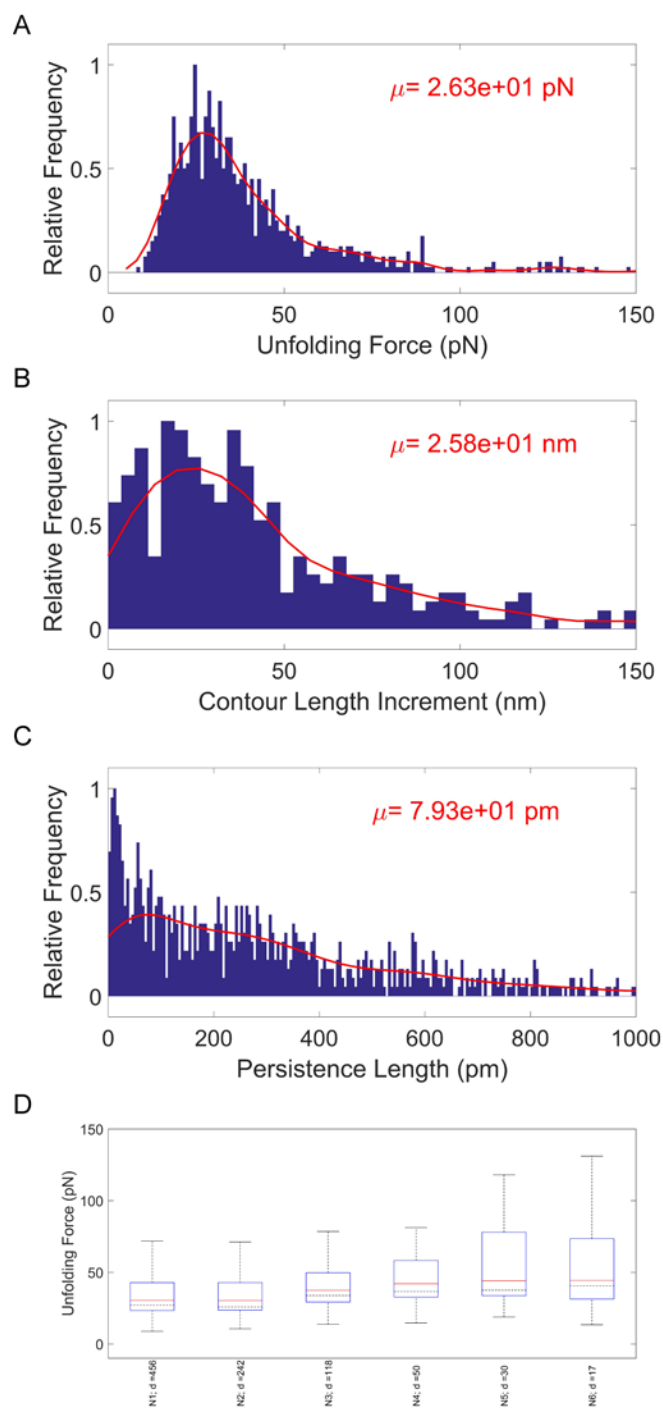 A
1
μ= 2.63e+01 pN
0.5
0
0 50 100 150
Relative Frequency
Unfolding Force (pN)
B
1
μ= 2.58e+01 nm
0.5
0
0 50 100 150
Relative Frequency
Contour Length Increment (nm)
C
1
μ= 7.93e+01 pm
0.5
0
0 200 400 600 800 1000
Relative Frequency
Persistence Length (pm)
D
150
100
50
0
Unfolding Force (pN)
N1; d =456
N2; d =242
N3; d =118
N4; d =50
N5; d =30
N6; d =17